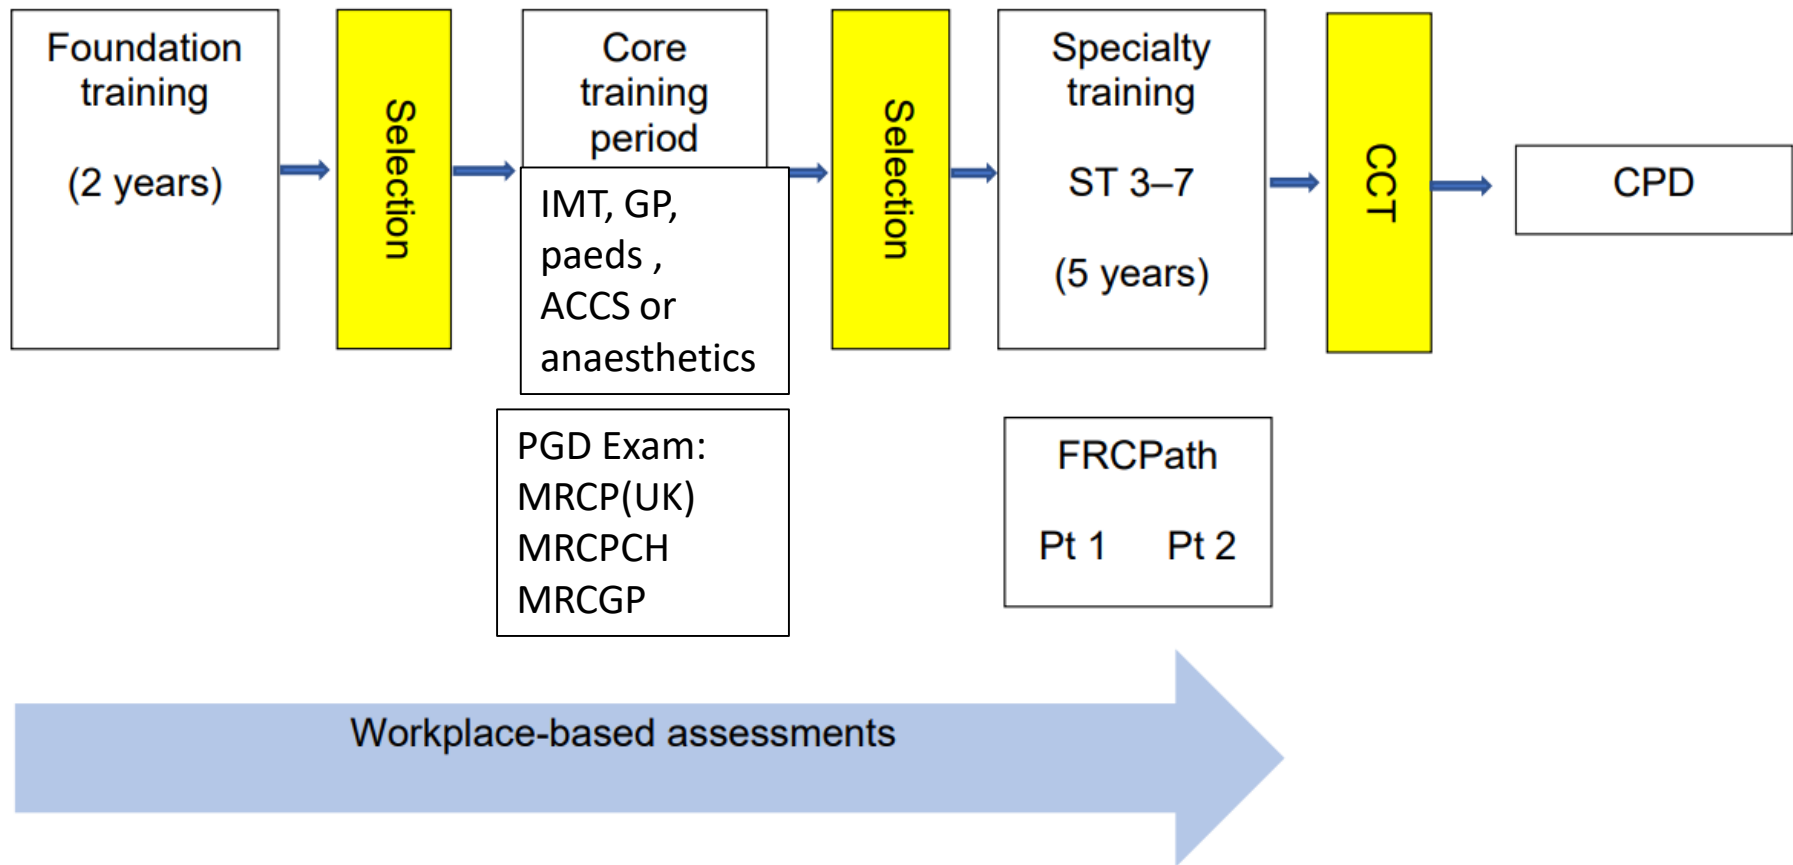 Foundation
training
(2 years)
Selection
Core
training
period
IMT, GP,
paeds ,
ACCS or
anaesthetics
PGD Exam:
MRCP(UK)
MRCPCH
MRCGP
Selection
Specialty
training
ST 3–7
(5 years)
FRCPath
Pt 1 Pt 2
CCT
CPD
Workplace-based assessments